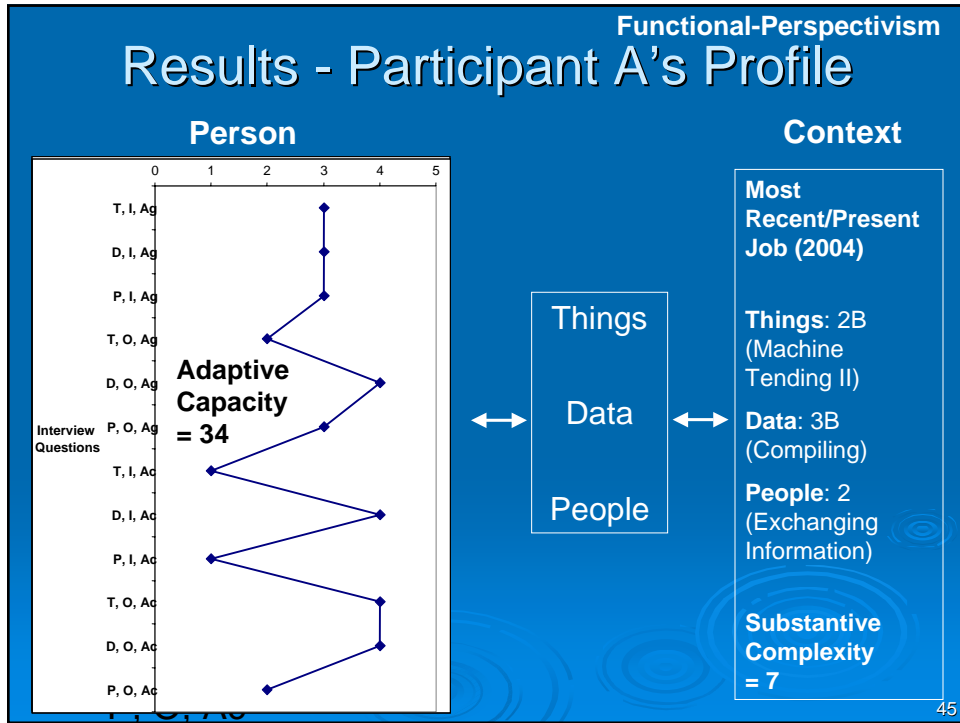 Functional-Perspectivism
Results - Participant A's Profile
Person
0 1 2 3 4 5
T, I, Ag
D, I, Ag
P, I, Ag
T, O, Ag
D, O, Ag
P, O, Ag
T, I, Ac
D, I, Ac
P, I, Ac
T, O, Ac
D, O, Ac
P, O, Ac
Interview
Questions
Adaptive
Capacity
= 34
Things
Data
People
Context
Most
Recent/Present
Job (2004)
Things: 2B
(Machine
Tending II)
Data: 3B
(Compiling)
People: 2
(Exchanging
Information)
Substantive
Complexity
= 7
45